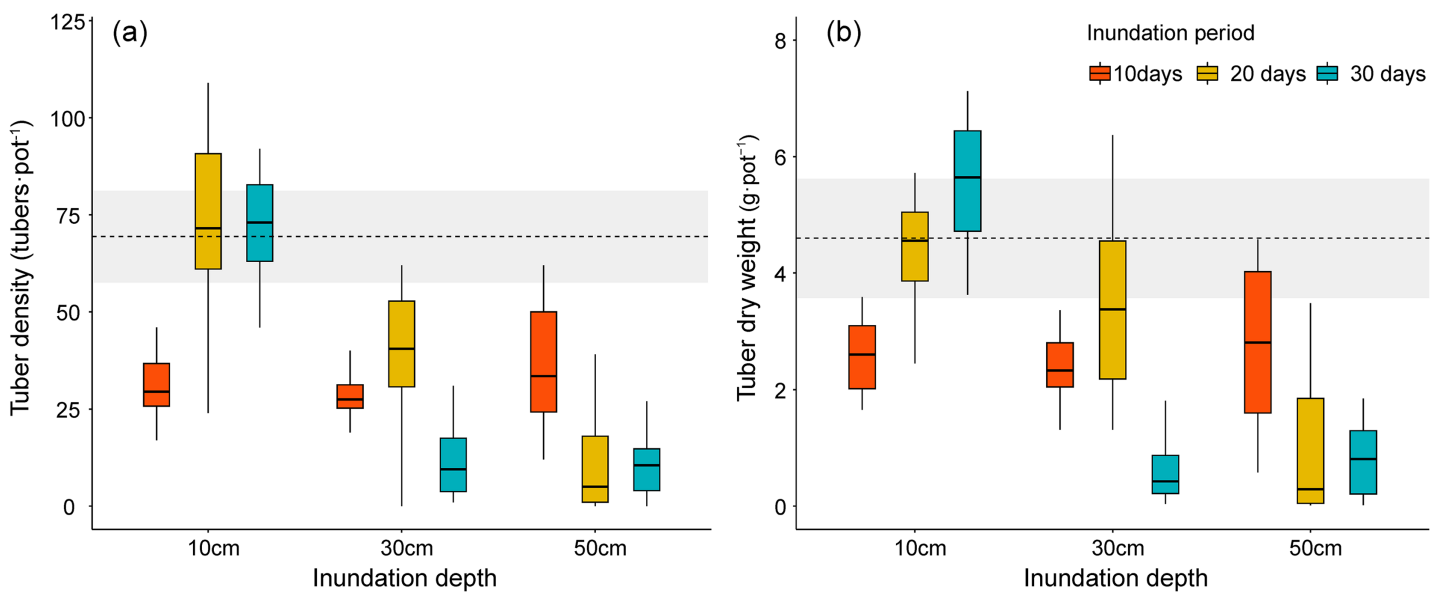 (a)
125
100
75
50
25
0
Tuber density (tubers·pot⁻¹)
10cm
30cm
50cm
Inundation depth
(b)
Inundation period
10days
20 days
30 days
8
6
4
2
0
Tuber dry weight (g·pot⁻¹)
10cm
30cm
50cm
Inundation depth